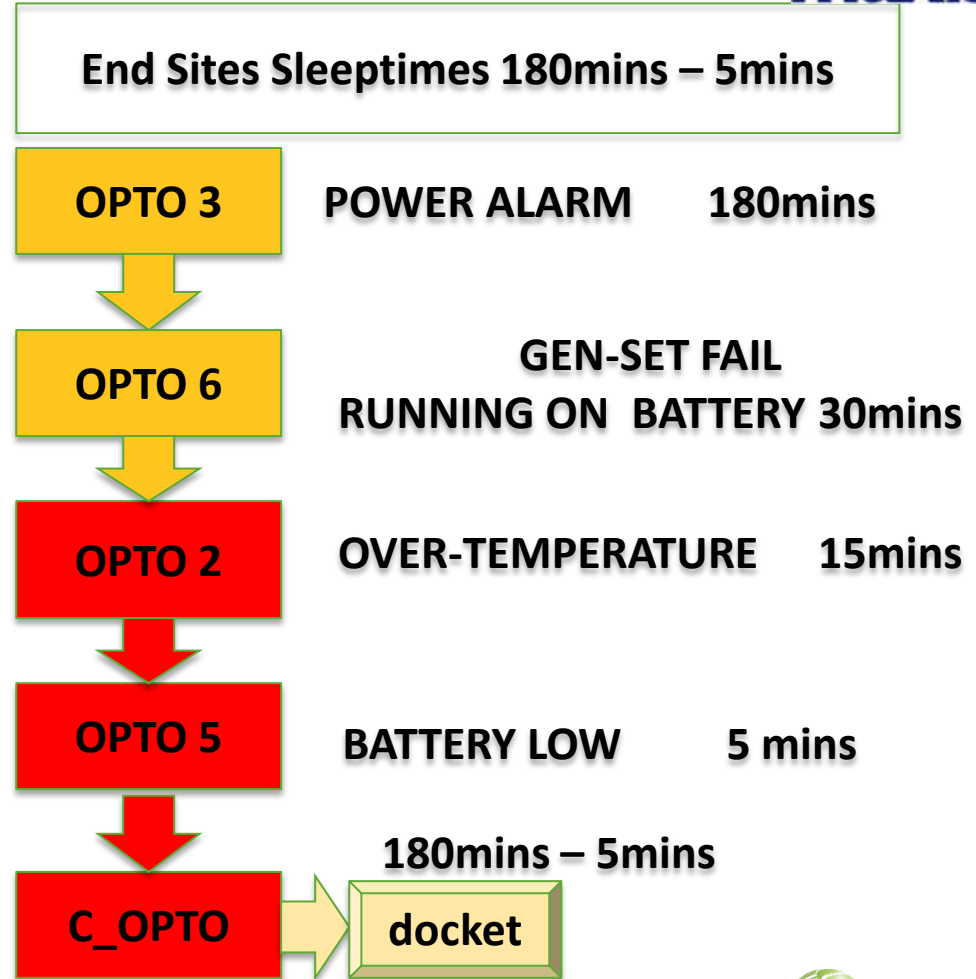 End Sites Sleeptimes 180mins – 5mins
OPTO 3 POWER ALARM 180mins
OPTO 6
GEN-SET FAIL
RUNNING ON BATTERY 30mins
OPTO 2 OVER-TEMPERATURE 15mins
OPTO 5 BATTERY LOW 5 mins
180mins – 5mins
C_OPTO docket